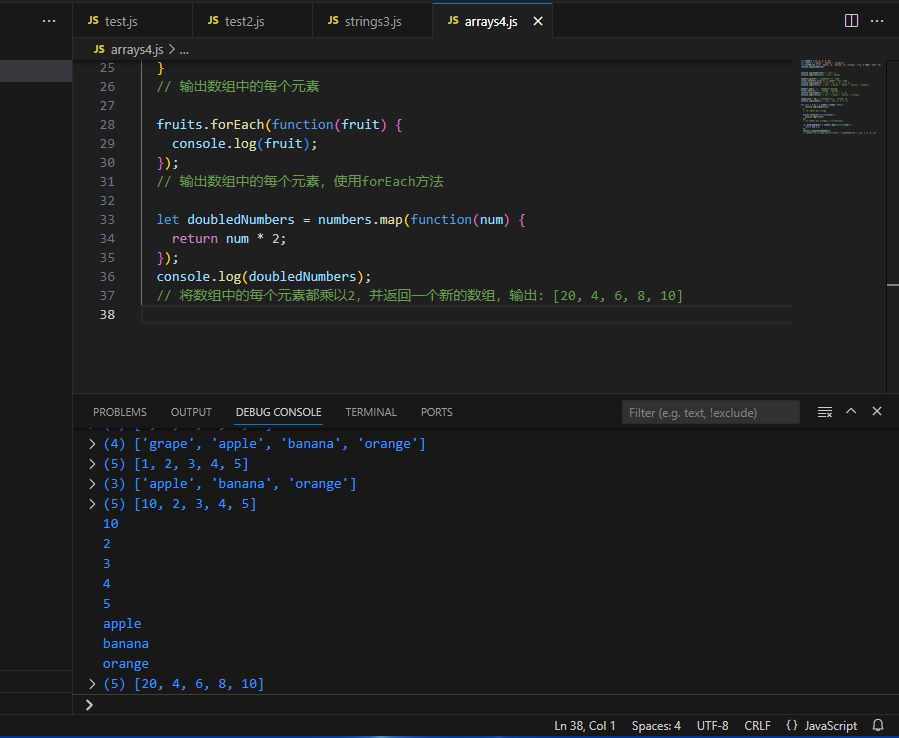 ··· JS test.js JS test2.js JS strings3.js JS arrays4.js ···
JS arrays4.js > ...
25 }
26 // 输出数组中的每个元素
27
28 fruits.forEach(function(fruit) {
29 console.log(fruit);
30 });
31 // 输出数组中的每个元素，使用forEach方法
32
33 let doubledNumbers = numbers.map(function(num) {
34 return num * 2;
35 });
36 console.log(doubledNumbers);
37 // 将数组中的每个元素都乘以2，并返回一个新的数组，输出: [20, 4, 6, 8, 10]
38
PROBLEMS OUTPUT DEBUG CONSOLE TERMINAL PORTS Filter (e.g. text, !exclude)
> (4) ['grape', 'apple', 'banana', 'orange']
> (5) [1, 2, 3, 4, 5]
> (3) ['apple', 'banana', 'orange']
> (5) [10, 2, 3, 4, 5]
10
2
3
4
5
apple
banana
orange
> (5) [20, 4, 6, 8, 10]
>
Ln 38, Col 1 Spaces: 4 UTF-8 CRLF {} JavaScript